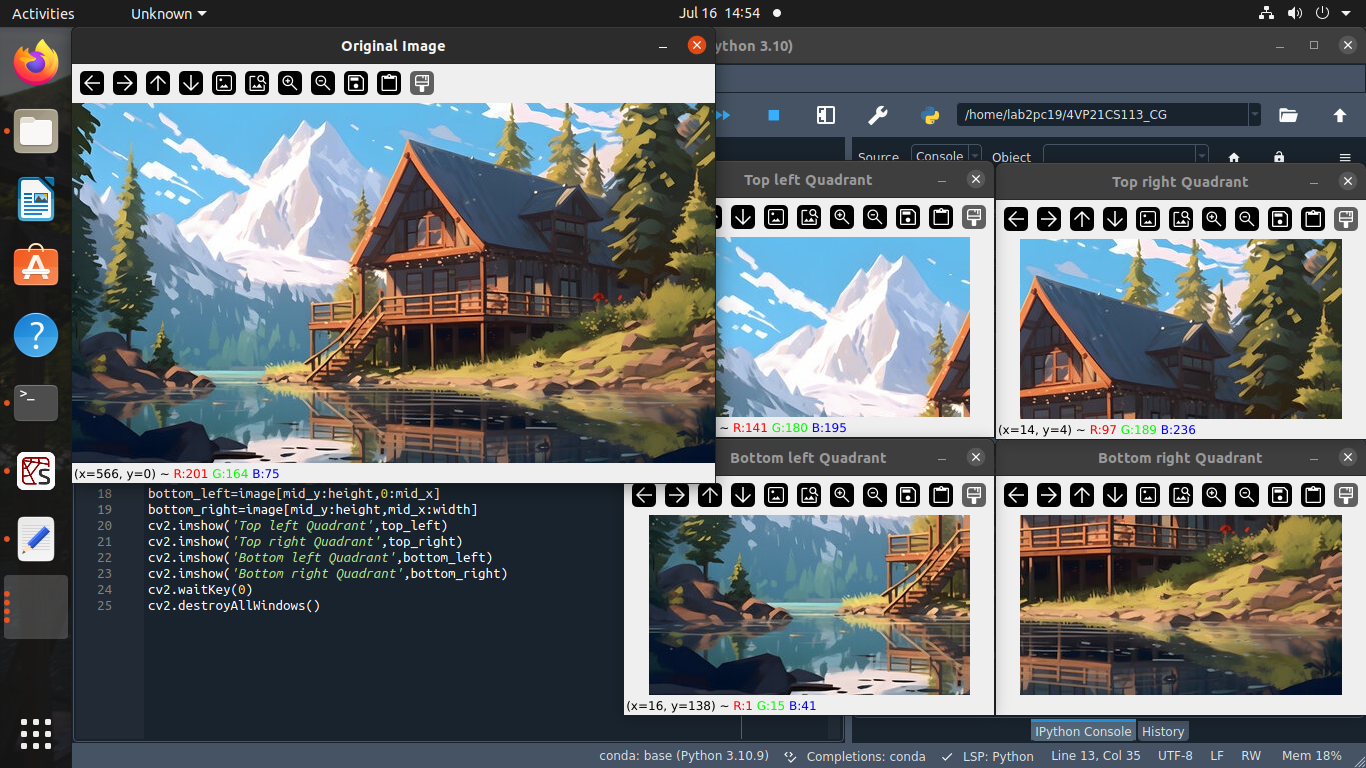 Activities
Unknown
Jul 16 14:54
Original Image
ython 3.10)
/home/lab2pc19/4VP21CS113_CG
Source
Console
Object
Top left Quadrant
Top right Quadrant
~ R:141 G:180 B:195
(x=14, y=4) ~ R:97 G:189 B:236
Bottom left Quadrant
Bottom right Quadrant
(x=566, y=0) ~ R:201 G:164 B:75
18 bottom_left=image[mid_y:height,0:mid_x]
19 bottom_right=image[mid_y:height,mid_x:width]
20 cv2.imshow('Top left Quadrant',top_left)
21 cv2.imshow('Top right Quadrant',top_right)
22 cv2.imshow('Bottom left Quadrant',bottom_left)
23 cv2.imshow('Bottom right Quadrant',bottom_right)
24 cv2.waitKey(0)
25 cv2.destroyAllWindows()
(x=16, y=138) ~ R:1 G:15 B:41
IPython Console
History
conda: base (Python 3.10.9)
Completions: conda
LSP: Python
Line 13, Col 35
UTF-8
LF
RW
Mem 18%